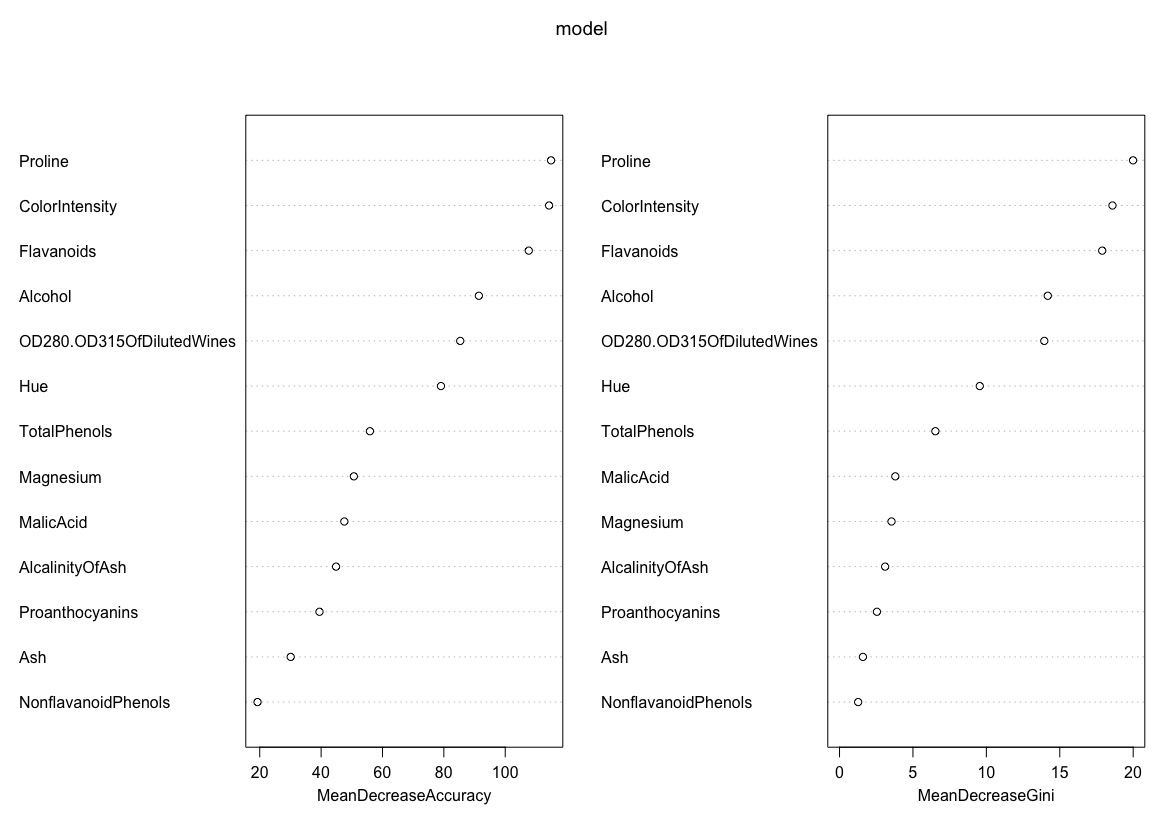 model
Proline
ColorIntensity
Flavanoids
Alcohol
OD280.OD315OfDilutedWines
Hue
TotalPhenols
Magnesium
MalicAcid
AlcalinityOfAsh
Proanthocyanins
Ash
NonflavanoidPhenols
20 40 60 80 100
MeanDecreaseAccuracy
Proline
ColorIntensity
Flavanoids
Alcohol
OD280.OD315OfDilutedWines
Hue
TotalPhenols
MalicAcid
Magnesium
AlcalinityOfAsh
Proanthocyanins
Ash
NonflavanoidPhenols
0 5 10 15 20
MeanDecreaseGini